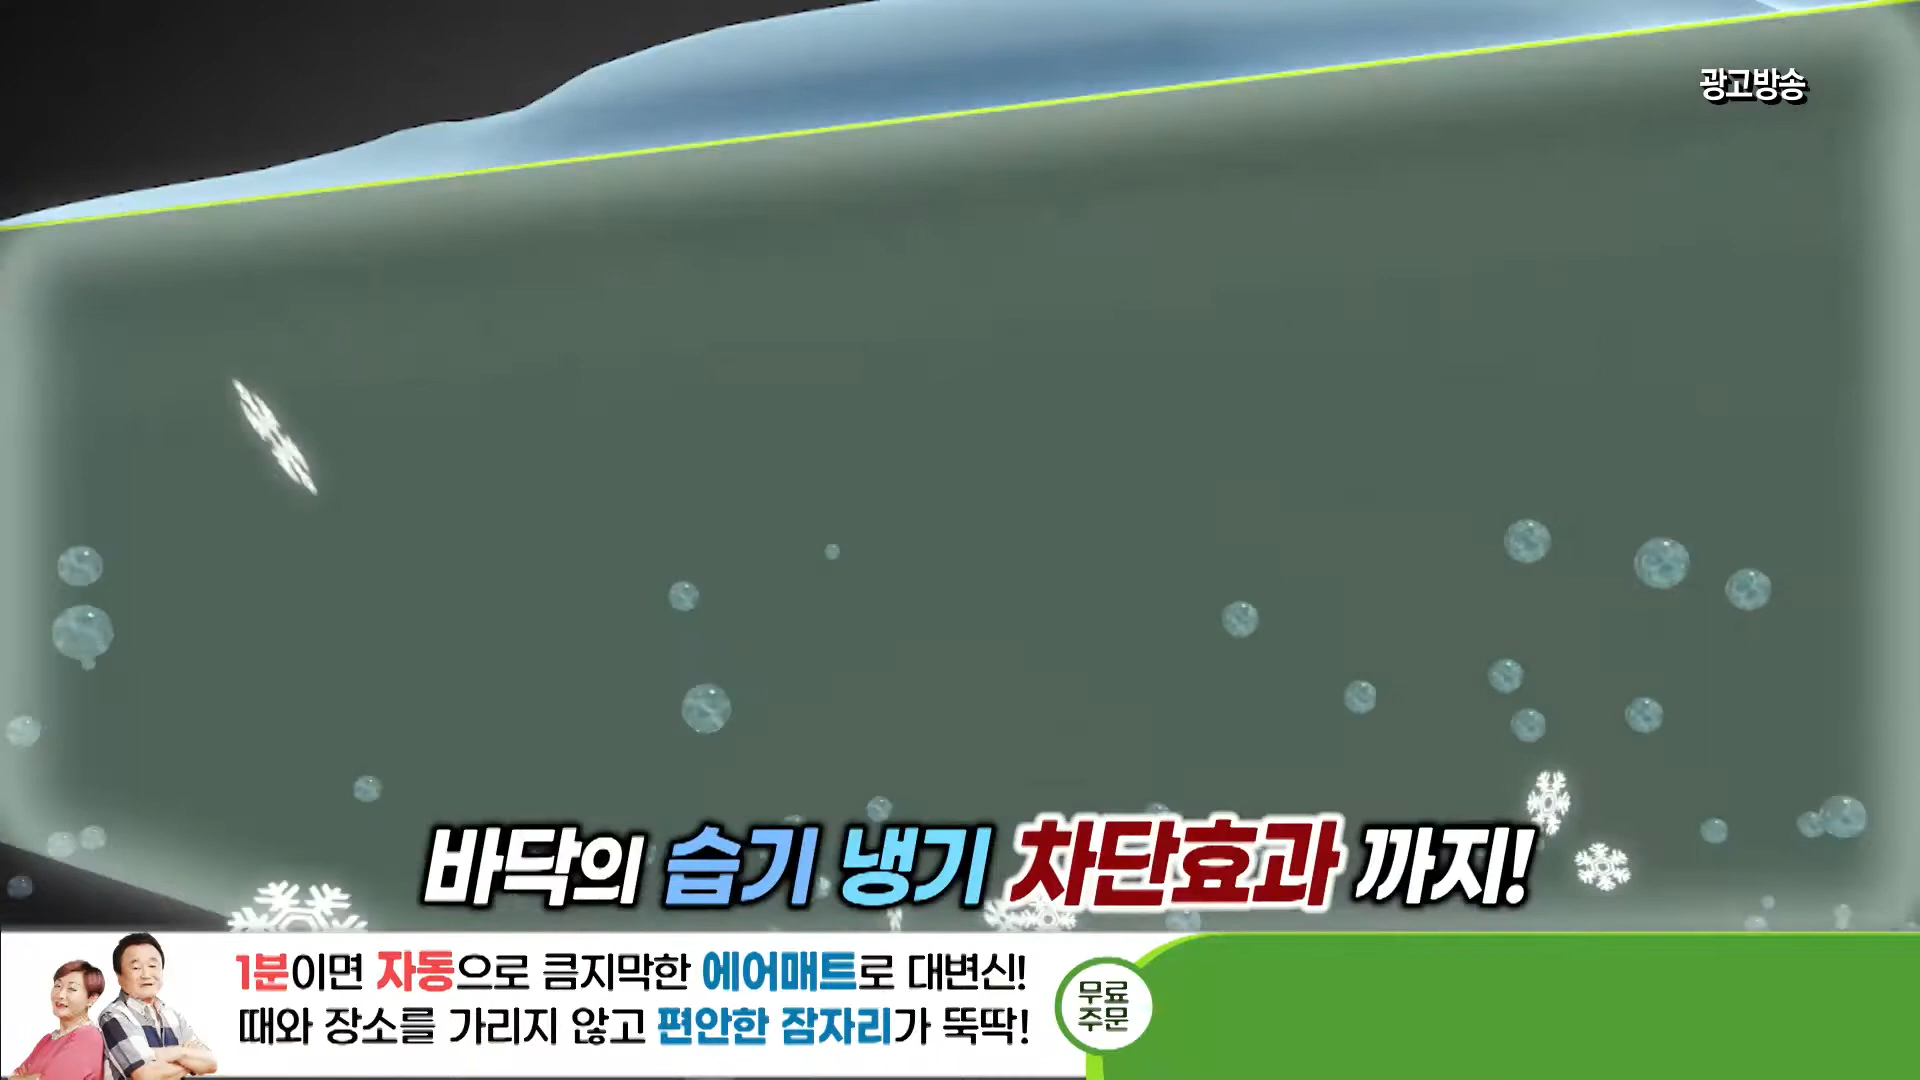 광고방송
바닥의 습기 냉기 차단효과 까지!
1분이면 자동으로 큼지막한 에어매트로 대변신!
때와 장소를 가리지 않고 편안한 잠자리가 뚝딱!
무료
주문